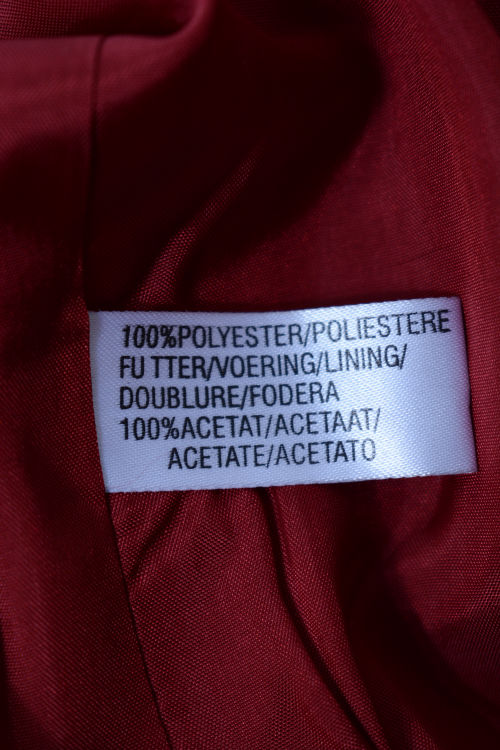 100%POLYESTER/POLIESTERE
FU TTER/VOERING/LINING/
DOUBLURE/FODERA
100%ACETAT/ACETAAT/
ACETATE/ACETATO